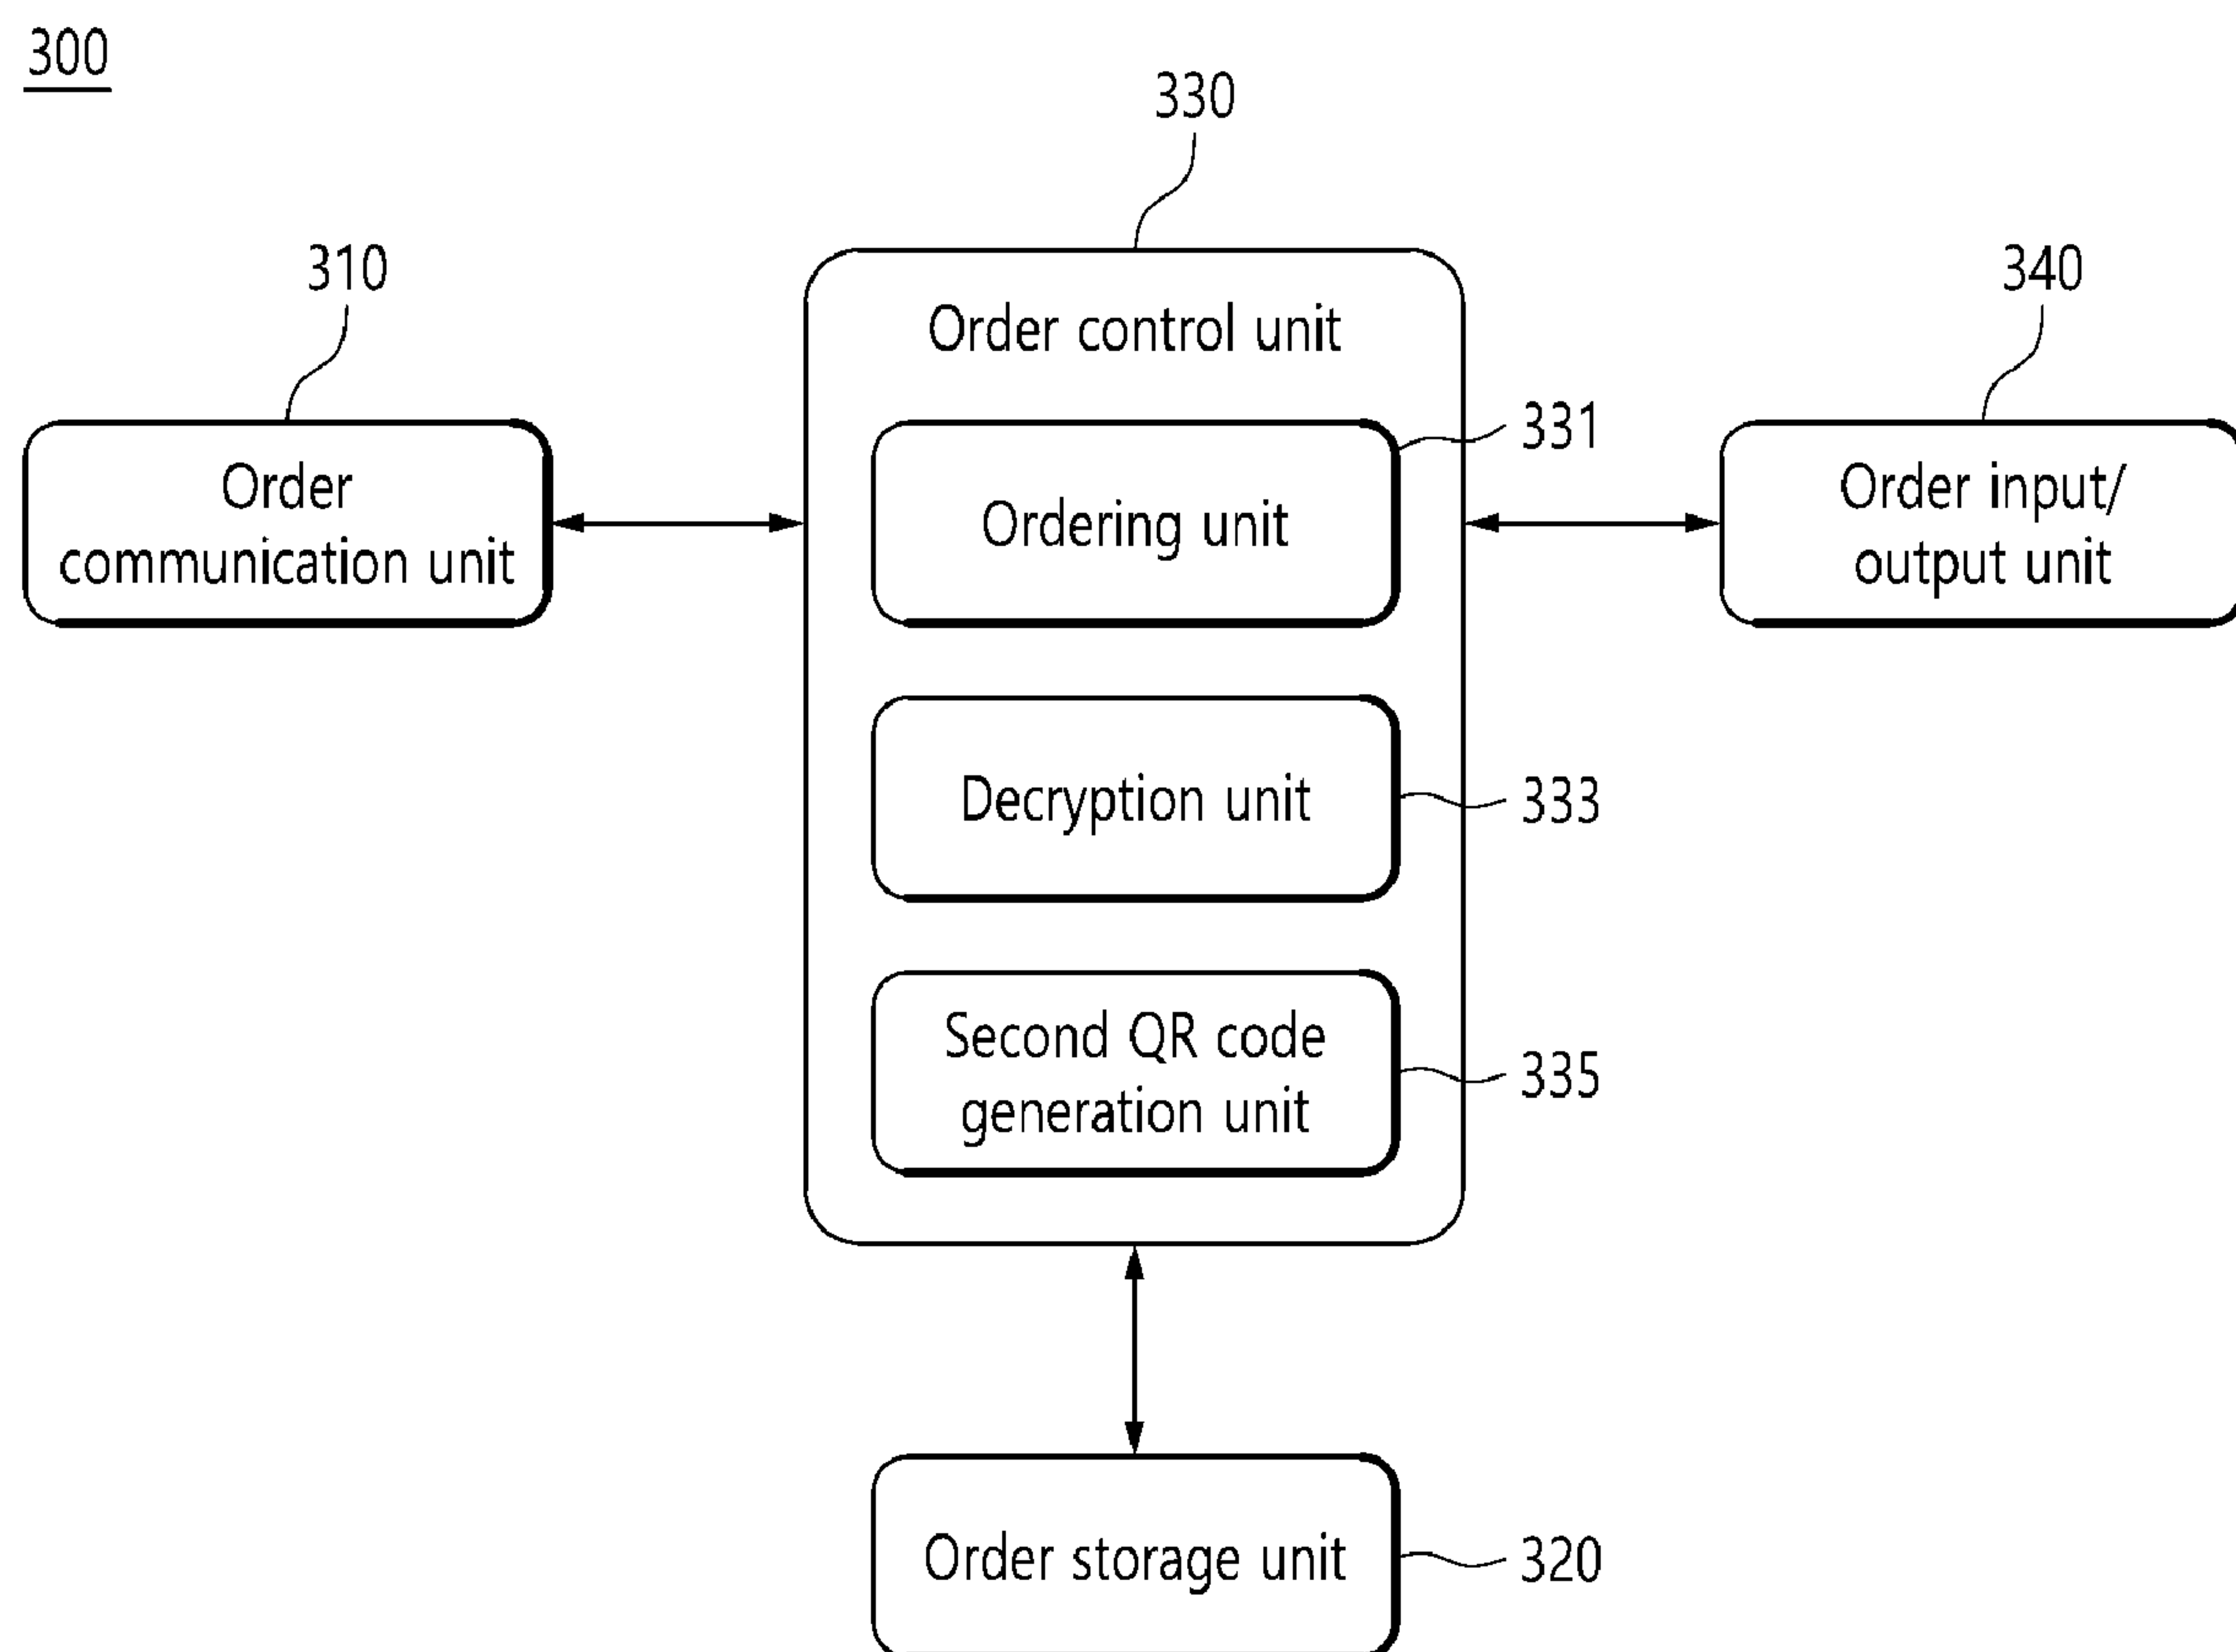 300
330
310
340
Order control unit
331
Order
communication unit
Ordering unit
Order input/
output unit
Decryption unit
333
Second QR code
generation unit
335
Order storage unit
320